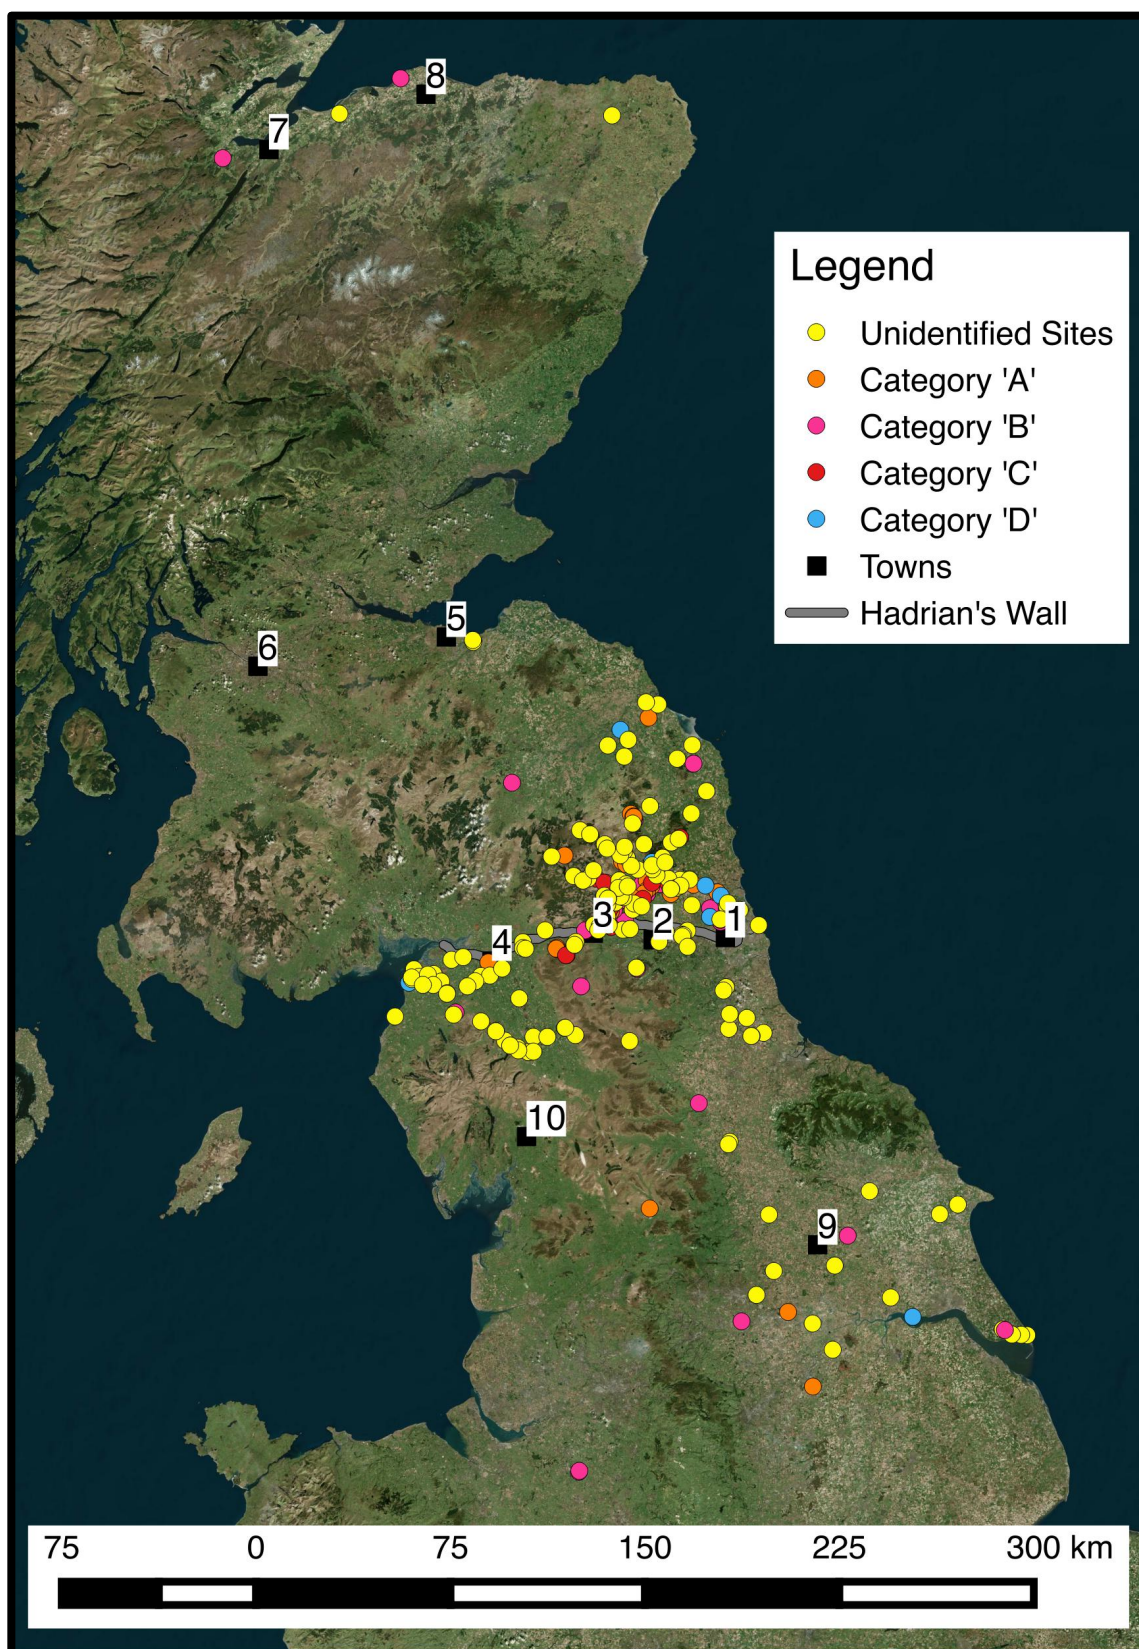 8
7
Legend
Unidentified Sites
Category 'A'
Category 'B'
Category 'C'
Category 'D'
Towns
Hadrian's Wall
5
6
3
2
1
4
10
9
75 0 75 150 225 300 km